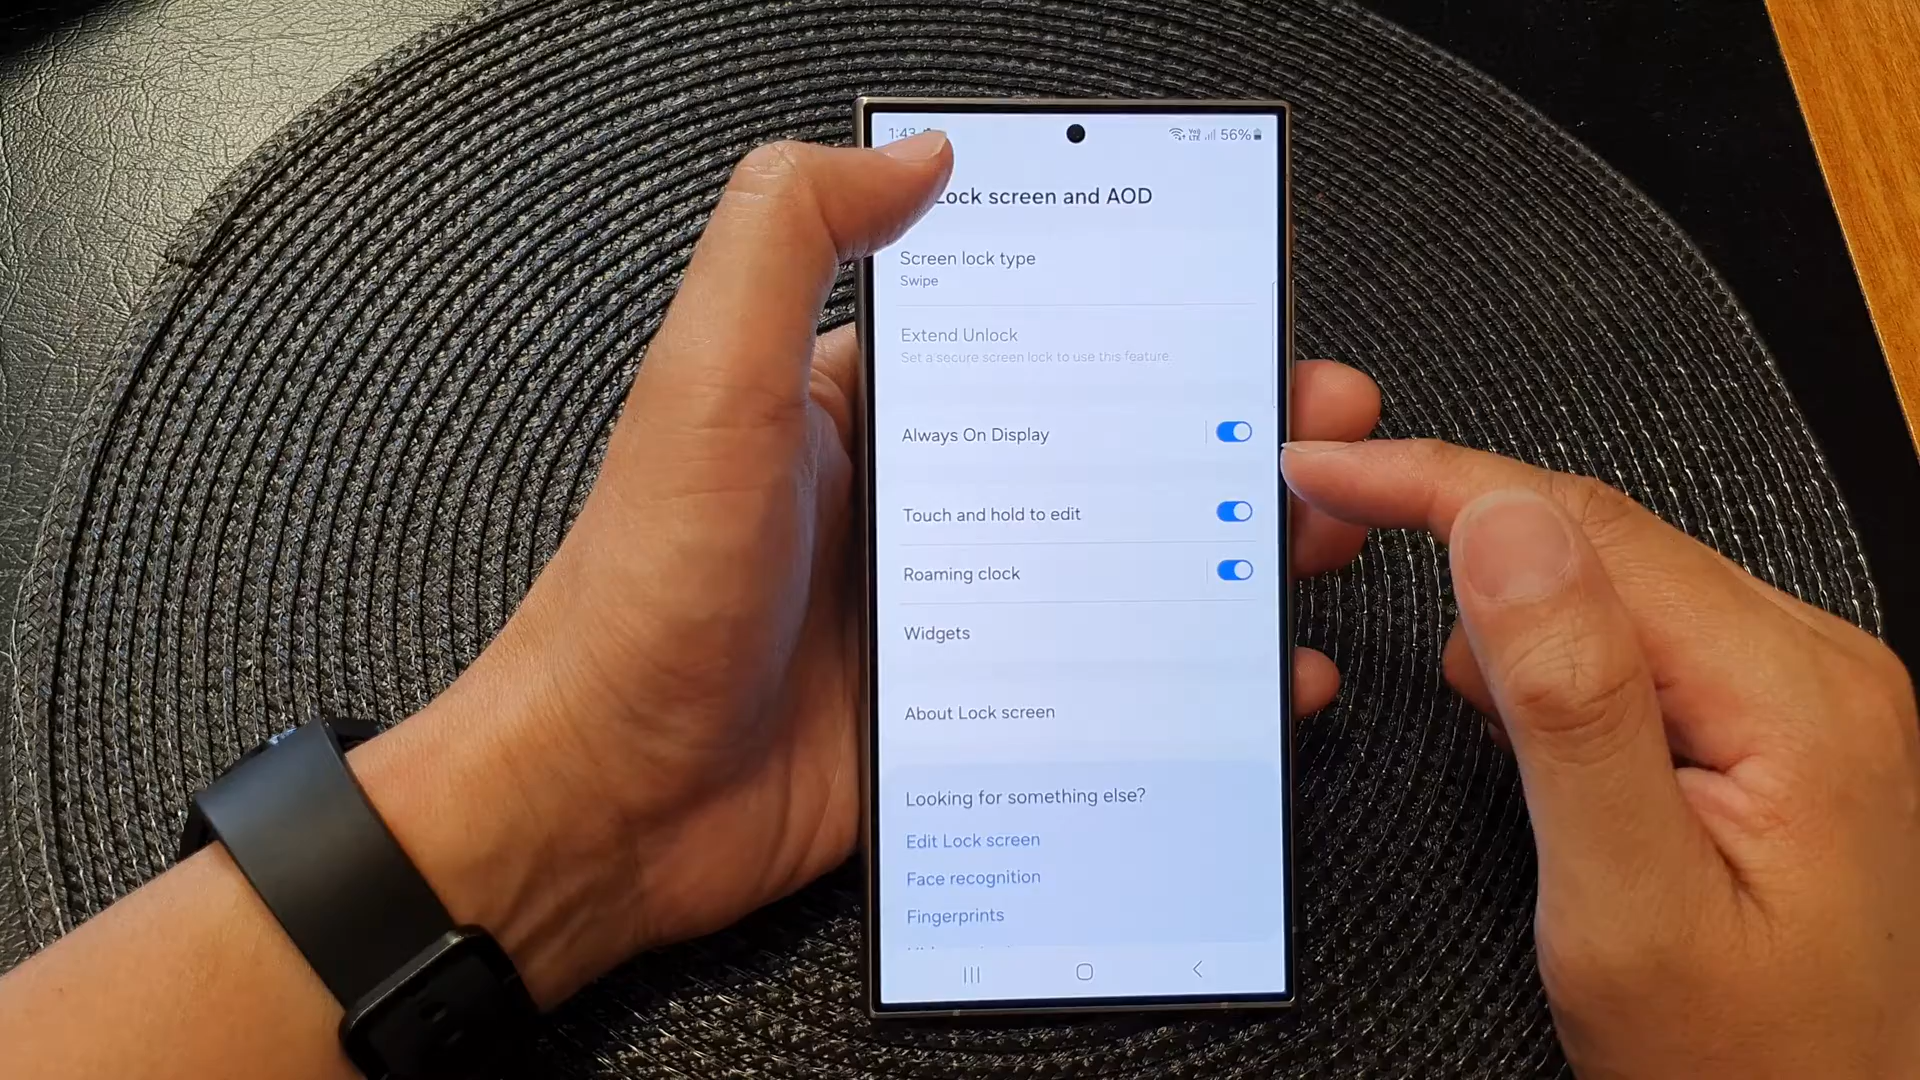 1:43
56%
Lock screen and AOD
Screen lock type
Swipe
Extend Unlock
Set a secure screen lock to use this feature.
Always On Display
Touch and hold to edit
Roaming clock
Widgets
About Lock screen
Looking for something else?
Edit Lock screen
Face recognition
Fingerprints